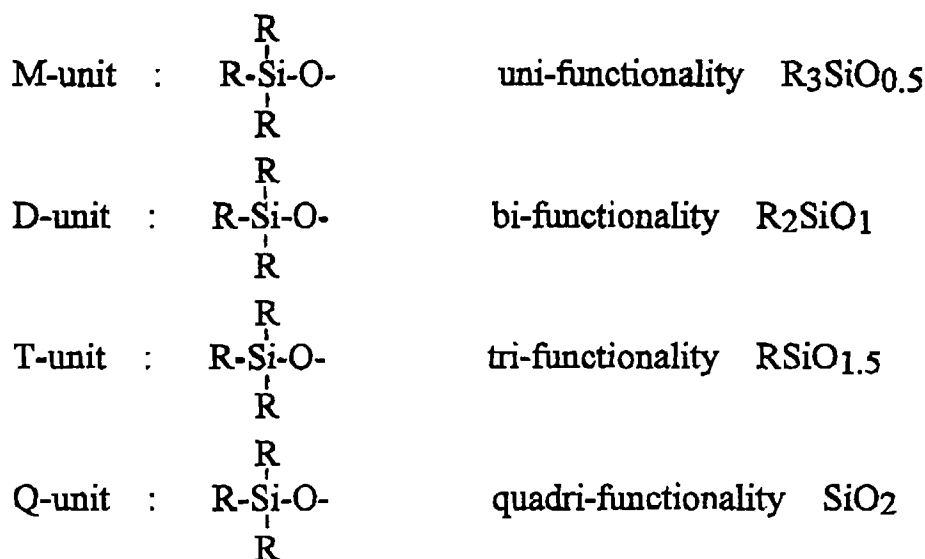 R
M-unit : R-Si-O- uni-functionality R3SiO0.5
R
R
D-unit : R-Si-O- bi-functionality R2SiO1
R
R
T-unit : R-Si-O- tri-functionality RSiO1.5
R
R
Q-unit : R-Si-O- quadri-functionality SiO2
R